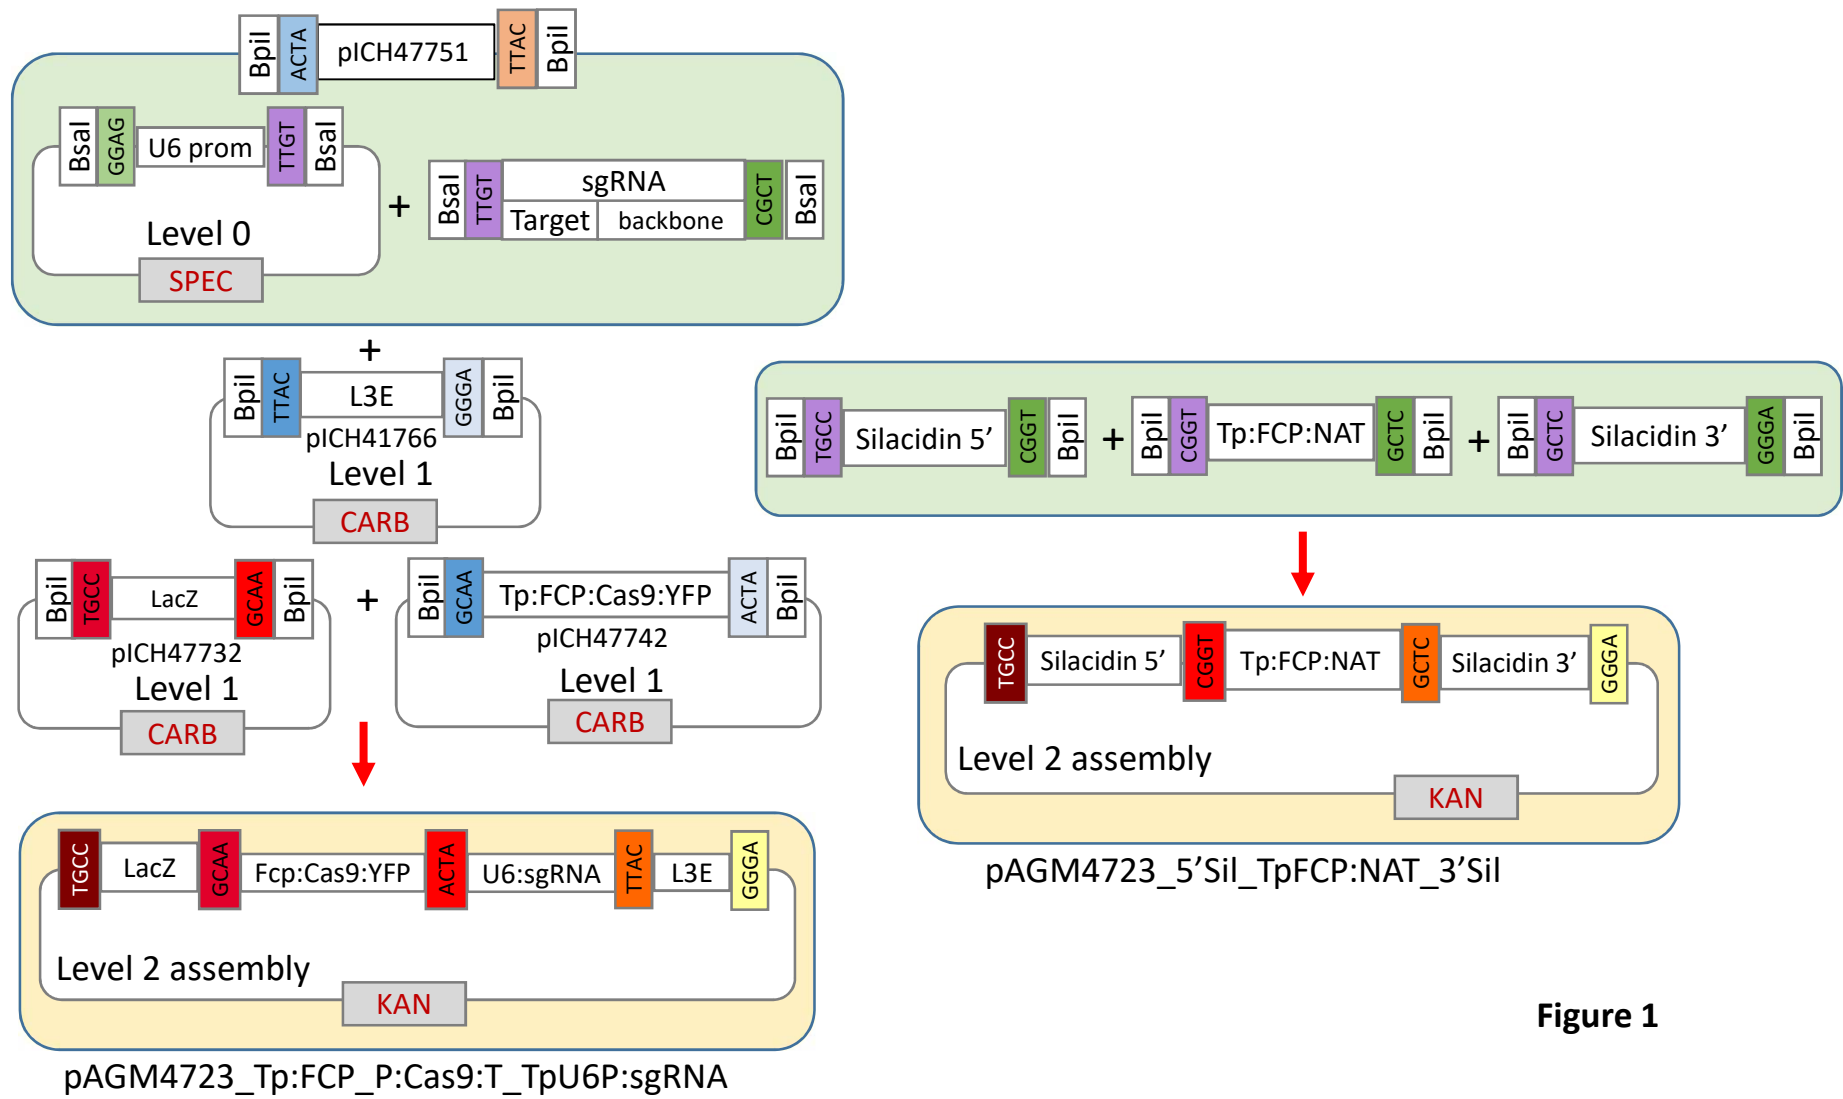 BpiI
ACTA
pICH47751
TTAC
BpiI
BsaI
GGAG
U6 prom
TTGT
BsaI
Level 0
SPEC
+
BsaI
TTGT
sgRNA
Target
backbone
CGCT
BsaI
+
BpiI
TTAC
L3E
GGGA
BpiI
pICH41766
Level 1
CARB
BpiI
TGCC
LacZ
GCAA
BpiI
pICH47732
Level 1
CARB
+
BpiI
GCAA
Tp:FCP:Cas9:YFP
ACTA
BpiI
pICH47742
Level 1
CARB
TGCC
LacZ
GCAA
Fcp:Cas9:YFP
ACTA
U6:sgRNA
TTAC
L3E
GGGA
Level 2 assembly
KAN
pAGM4723_Tp:FCP_P:Cas9:T_TpU6P:sgRNA
BpiI
TGCC
Silacidin 5’
CGGT
BpiI
+
BpiI
CGGT
Tp:FCP:NAT
GCTC
BpiI
+
BpiI
GCTC
Silacidin 3’
GGGA
BpiI
TGCC
Silacidin 5’
CGGT
Tp:FCP:NAT
GCTC
Silacidin 3’
GGGA
Level 2 assembly
KAN
pAGM4723_5’Sil_TpFCP:NAT_3’Sil
Figure 1